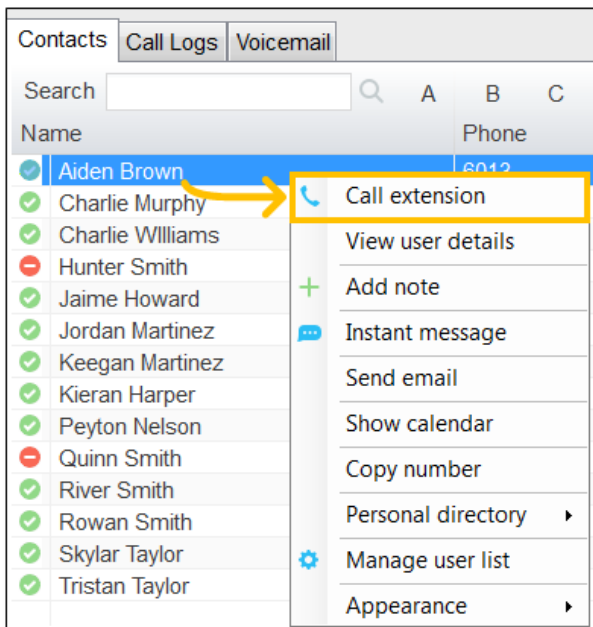 Contacts Call Logs Voicemail
Search A B C
Name Phone
Aiden Brown 6013
Charlie Murphy
Call extension
Charlie WIlliams
View user details
Hunter Smith
Add note
Jaime Howard
Jordan Martinez
Instant message
Keegan Martinez
Send email
Kieran Harper
Peyton Nelson
Show calendar
Quinn Smith
Copy number
River Smith
Rowan Smith
Personal directory
Skylar Taylor
Manage user list
Tristan Taylor
Appearance